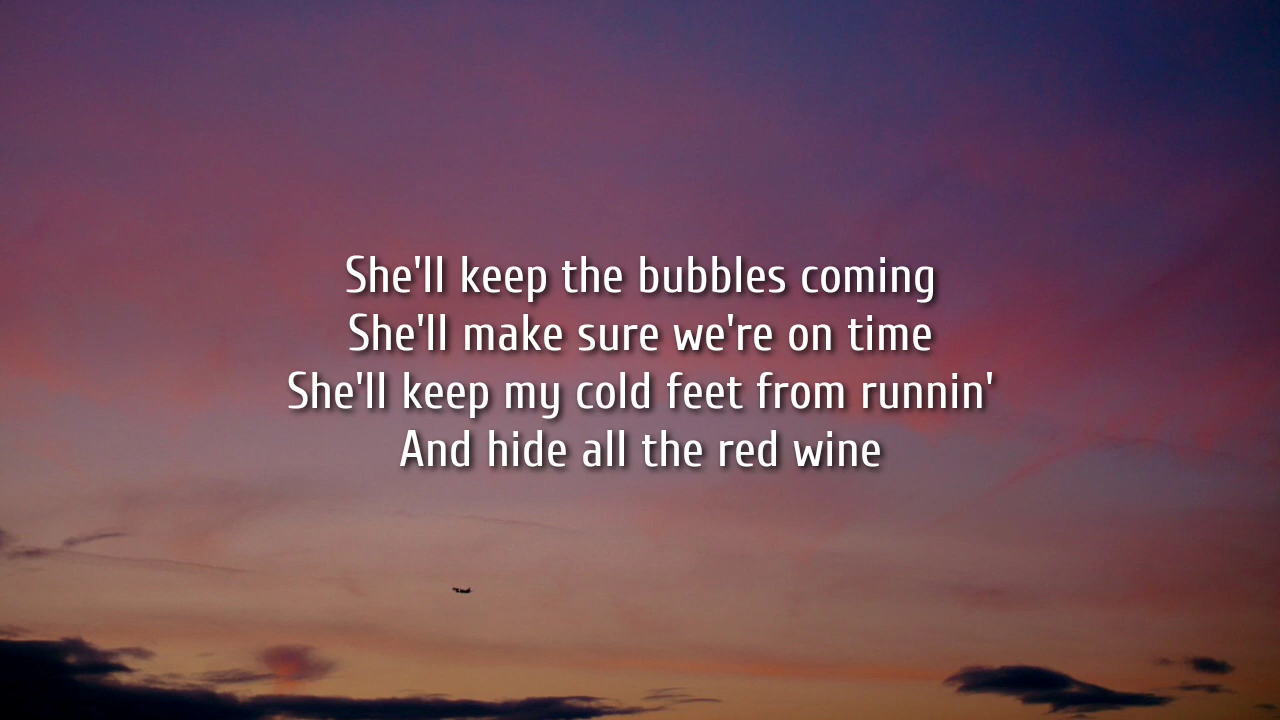 She'll keep the bubbles coming
She'll make sure we're on time
She'll keep my cold feet from runnin'
And hide all the red wine